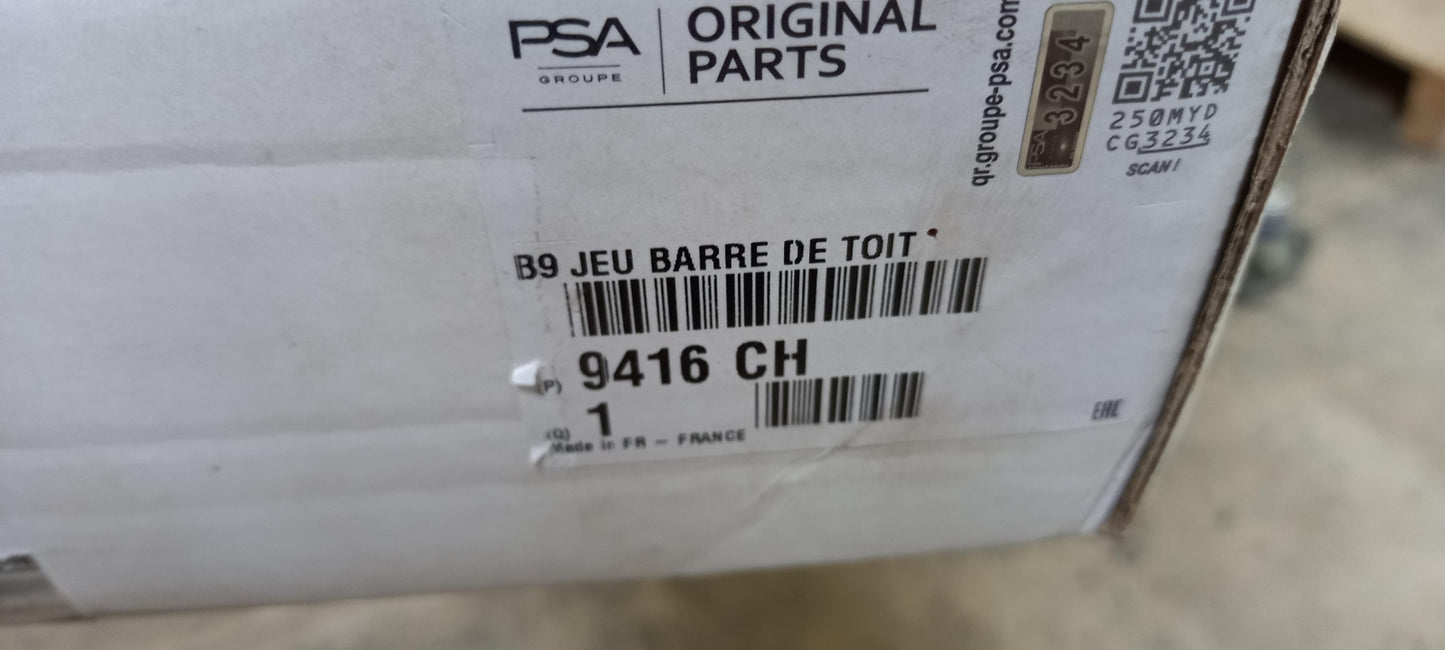 PSA
GROUPE
ORIGINAL
PARTS
qr.groupe-psa.com
PSA 3234
250MYD
CG3234
SCAN!
B9 JEU BARRE DE TOIT
(P) 9416 CH
(Q) 1
Made in FR - FRANCE
EAC